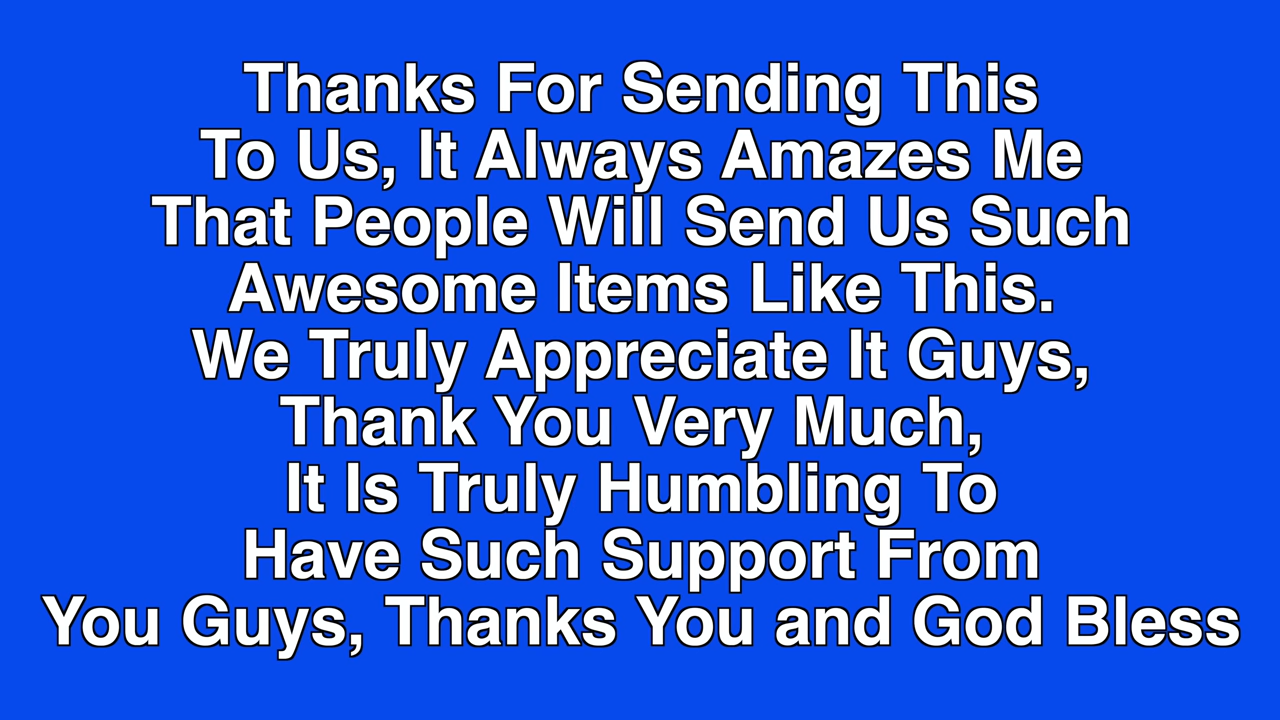 Thanks For Sending This
To Us, It Always Amazes Me
That People Will Send Us Such
Awesome Items Like This.
We Truly Appreciate It Guys,
Thank You Very Much,
It Is Truly Humbling To
Have Such Support From
You Guys, Thanks You and God Bless